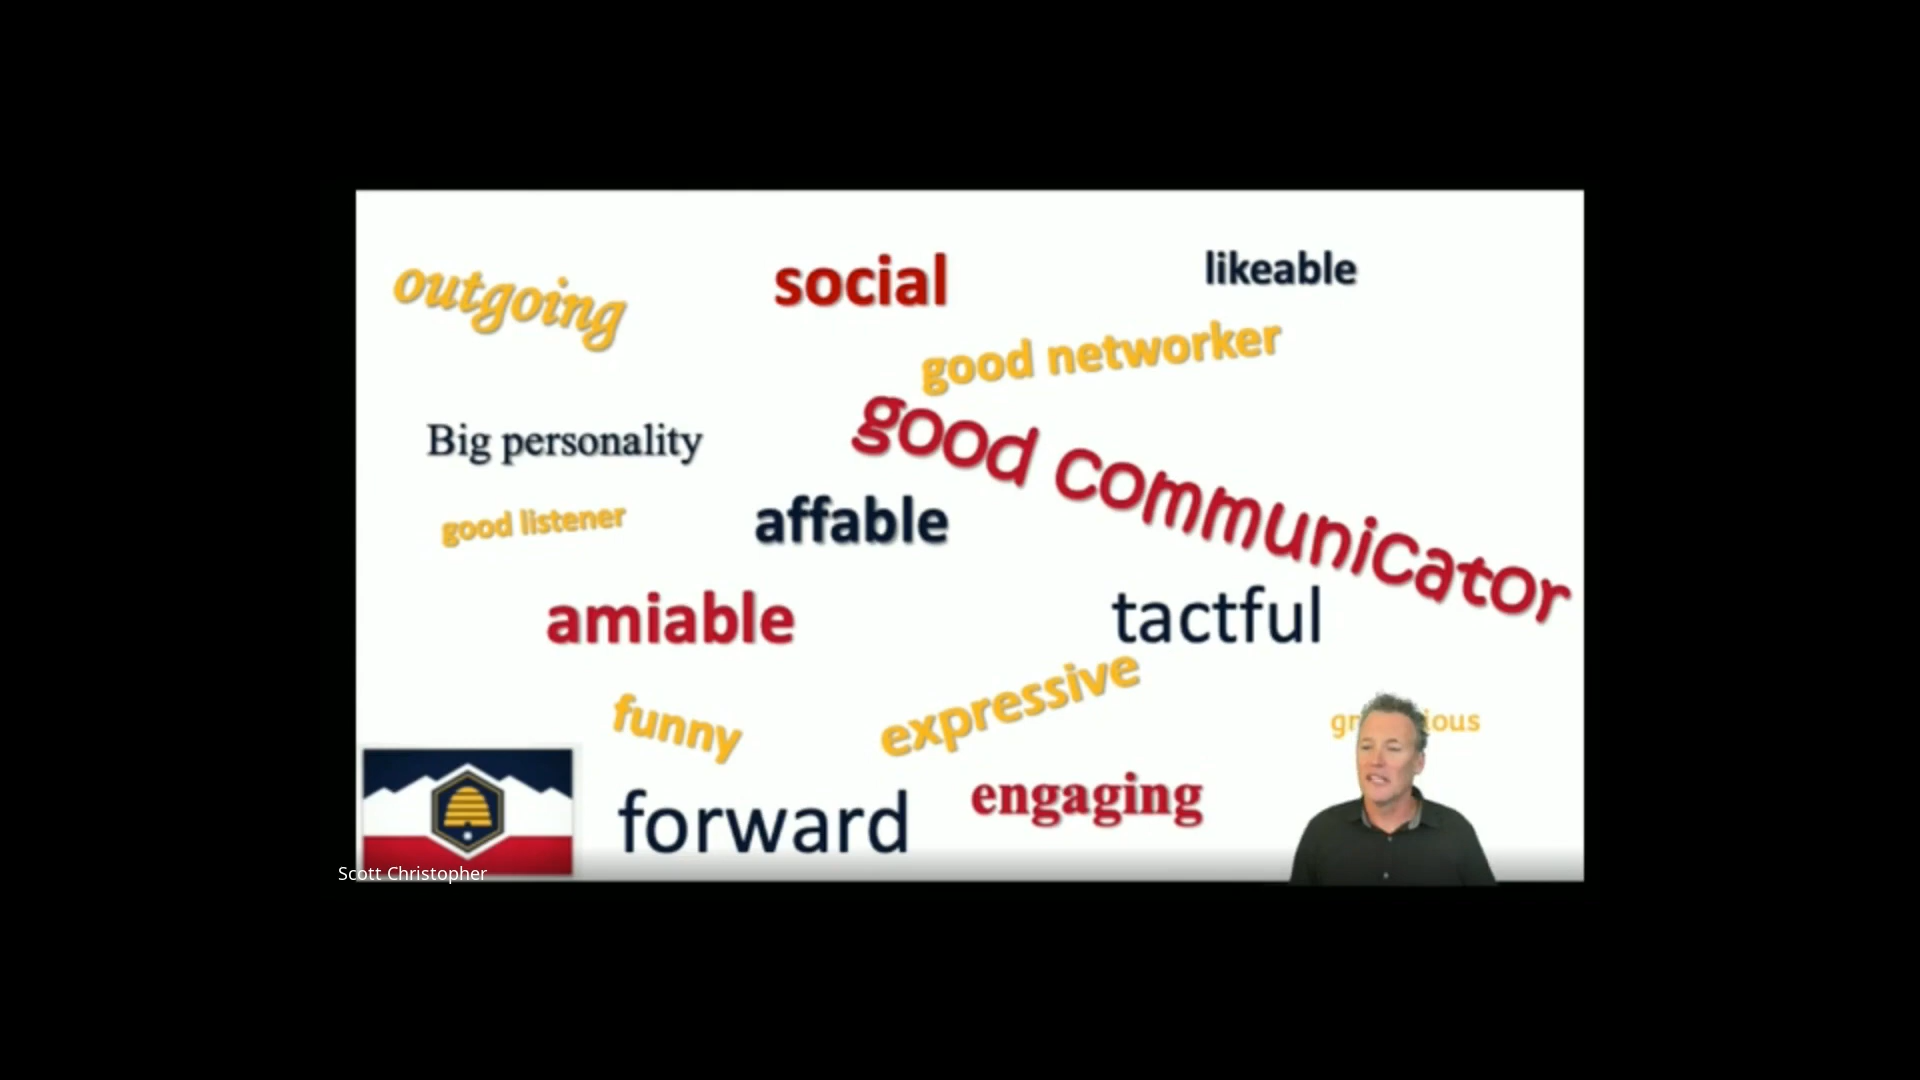 outgoing
social
likeable
good networker
Big personality
good communicator
good listener
affable
amiable
tactful
funny
expressive
forward
engaging
Scott Christopher